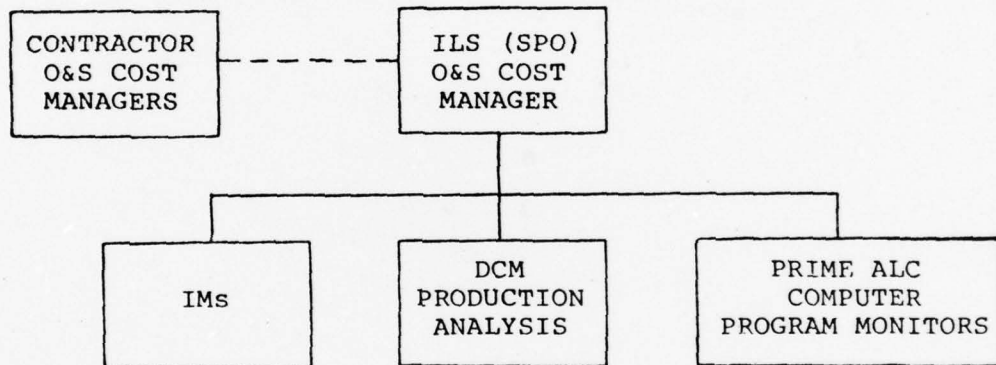 CONTRACTOR
O&S COST
MANAGERS
ILS (SPO)
O&S COST
MANAGER
IMs
DCM
PRODUCTION
ANALYSIS
PRIME ALC
COMPUTER
PROGRAM MONITORS